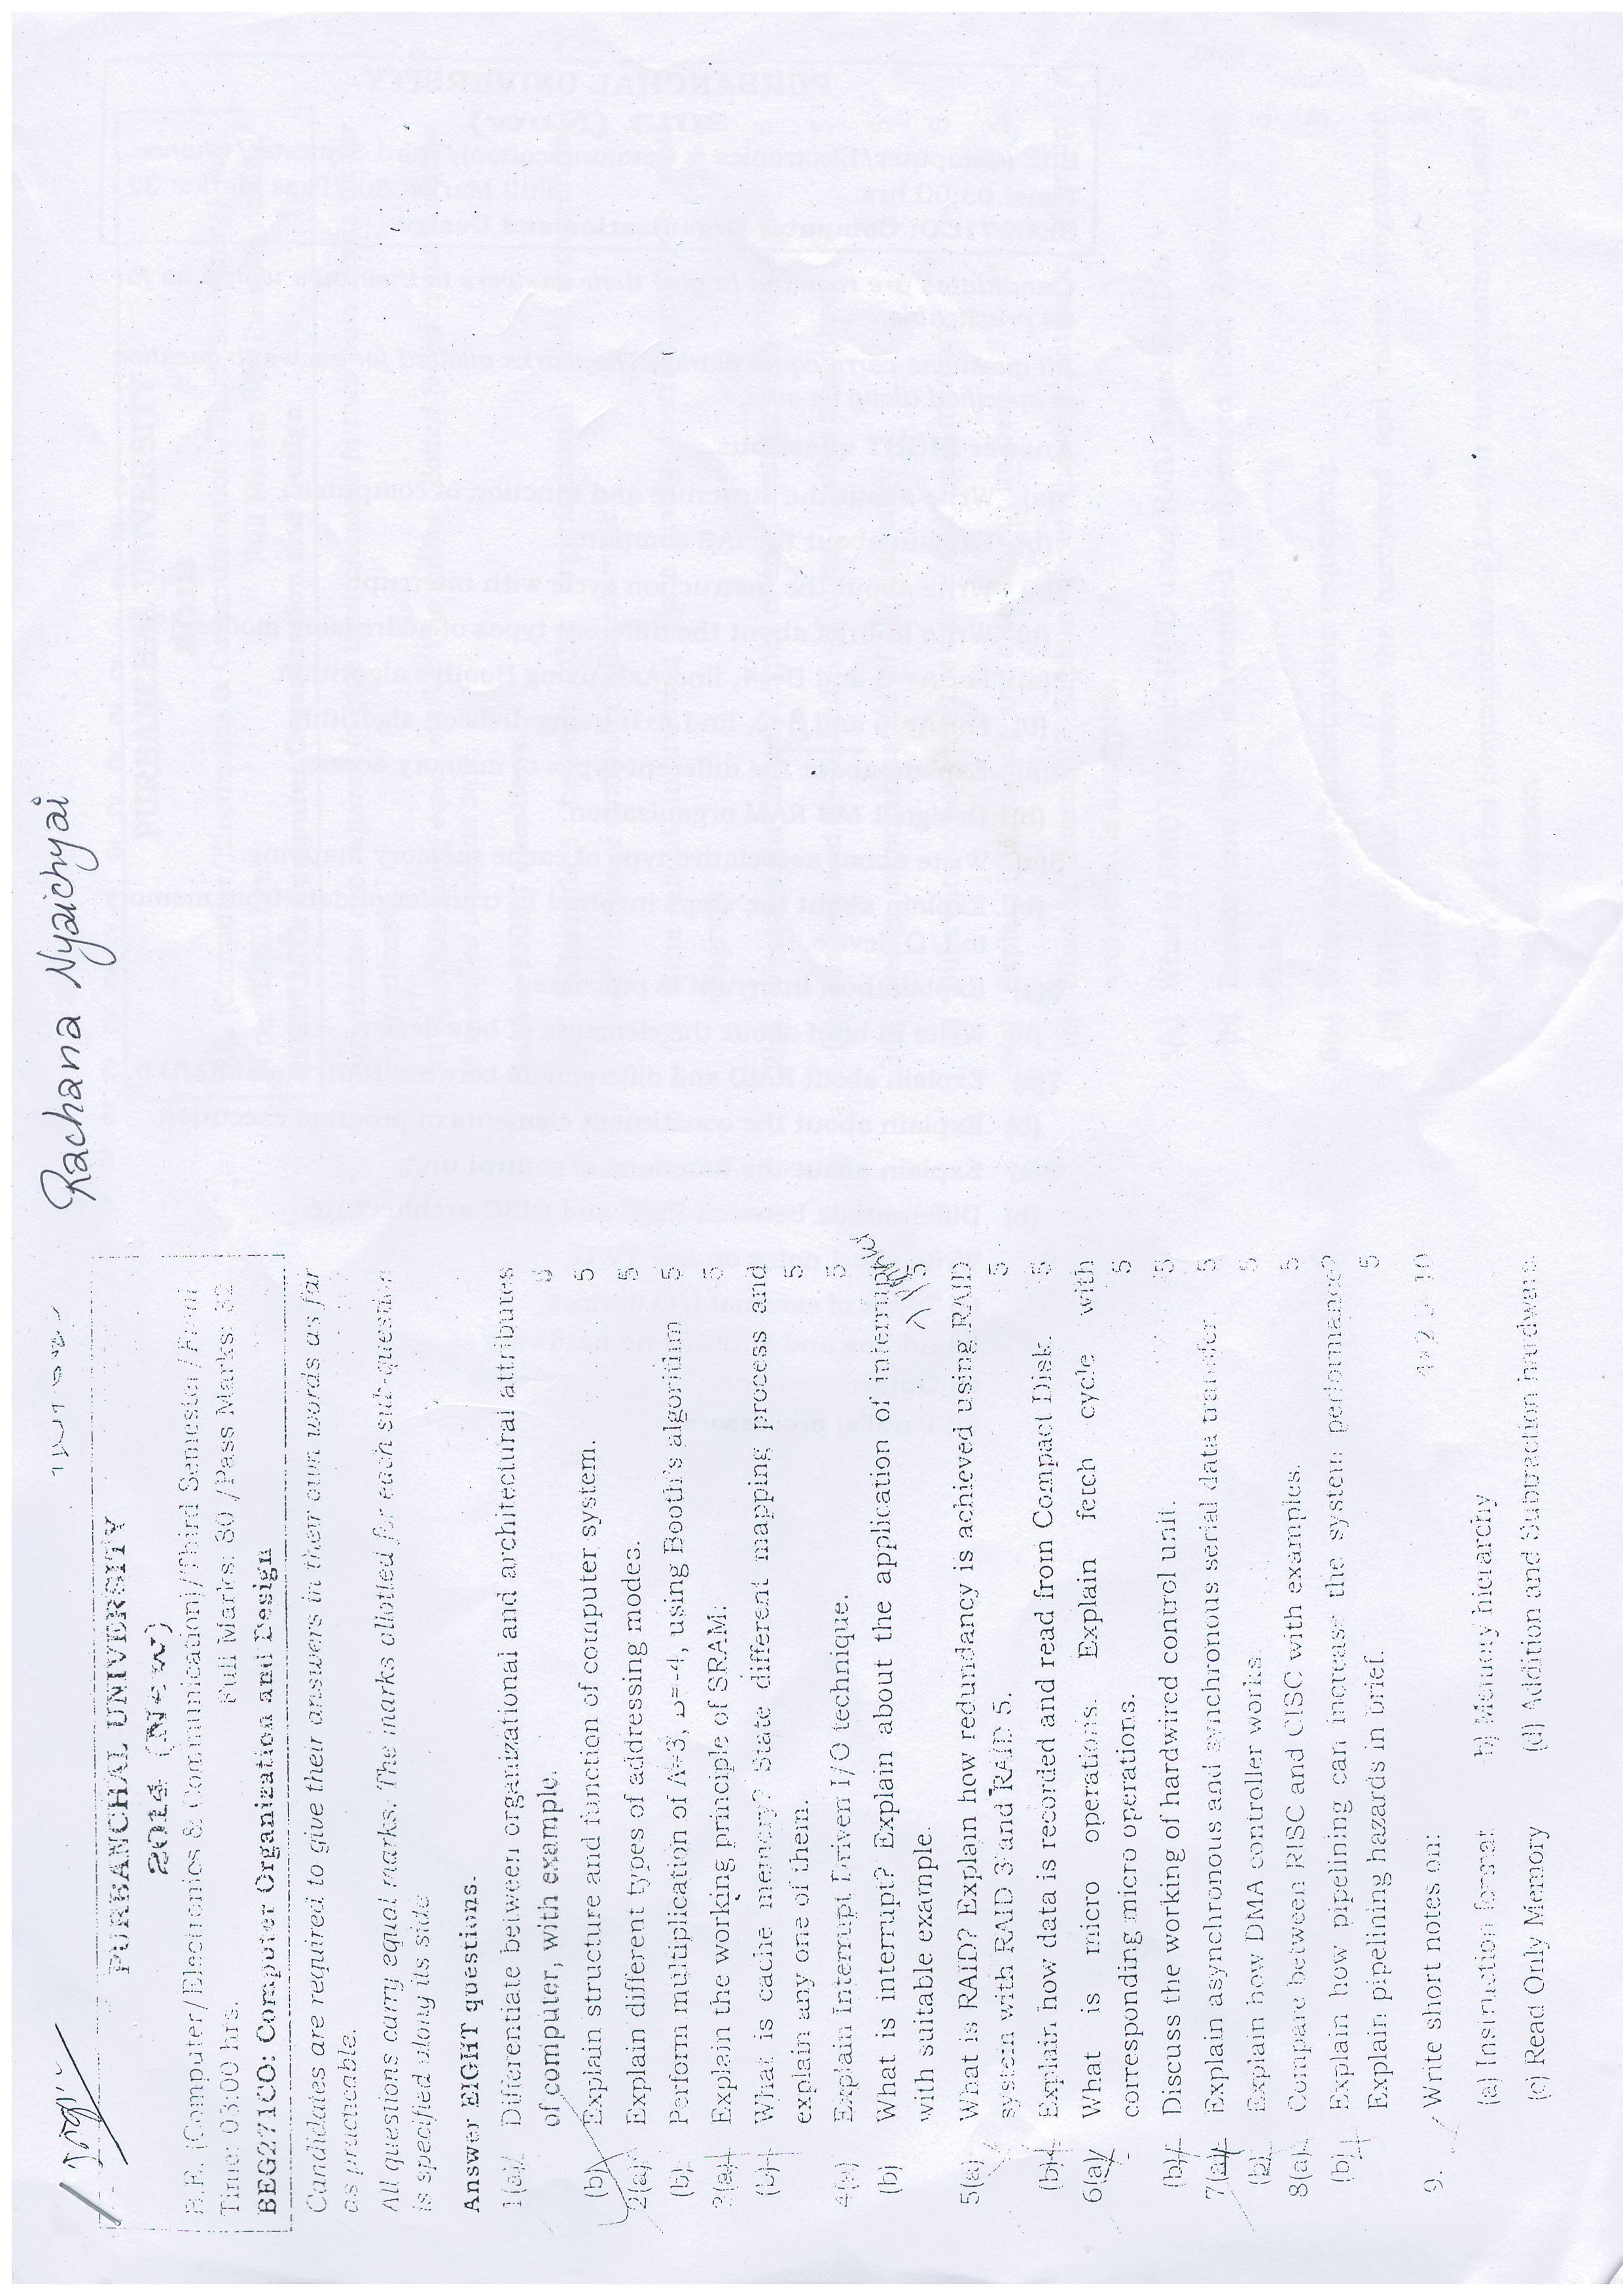 Rachana Nyaichyai
PURBANCHAL UNIVERSITY
2014 (New)
B.E. (Computer/Electronics & Communication)/Third Semester/Final
Time: 03:00 hrs. Full Marks: 80 /Pass Marks: 32
BEG271CO: Computer Organization and Design
Candidates are required to give their answers in their own words as far
as practicable.
All questions carry equal marks. The marks allotted for each sub-question
is specified along its side
Answer EIGHT questions.
1(a) Differentiate between organizational and architectural attributes
of computer, with example. 5
(b) Explain structure and function of computer system. 5
2(a) Explain different types of addressing modes. 5
(b) Perform multiplication of A=3, B=-4, using Booth's algorithm 5
3(a) Explain the working principle of SRAM. 5
(b) What is cache memory? State different mapping process and
explain any one of them. 5
4(a) Explain Interrupt Driven I/O technique. 5
(b) What is interrupt? Explain about the application of interrupt
with suitable example. 5
5(a) What is RAID? Explain how redundancy is achieved using RAID
system with RAID 3 and RAID 5. 5
(b) Explain how data is recorded and read from Compact Disk. 5
6(a) What is micro operations. Explain fetch cycle with
corresponding micro operations. 5
(b) Discuss the working of hardwired control unit. 5
7(a) Explain asynchronous and synchronous serial data transfer. 5
(b) Explain how DMA controller works. 5
8(a) Compare between RISC and CISC with examples. 5
(b) Explain how pipelining can increase the system performance?
Explain pipelining hazards in brief. 5
9. Write short notes on: 4×2.5=10
(a) Instruction format b) Memory hierarchy
(c) Read Only Memory (d) Addition and Subtraction hardware.